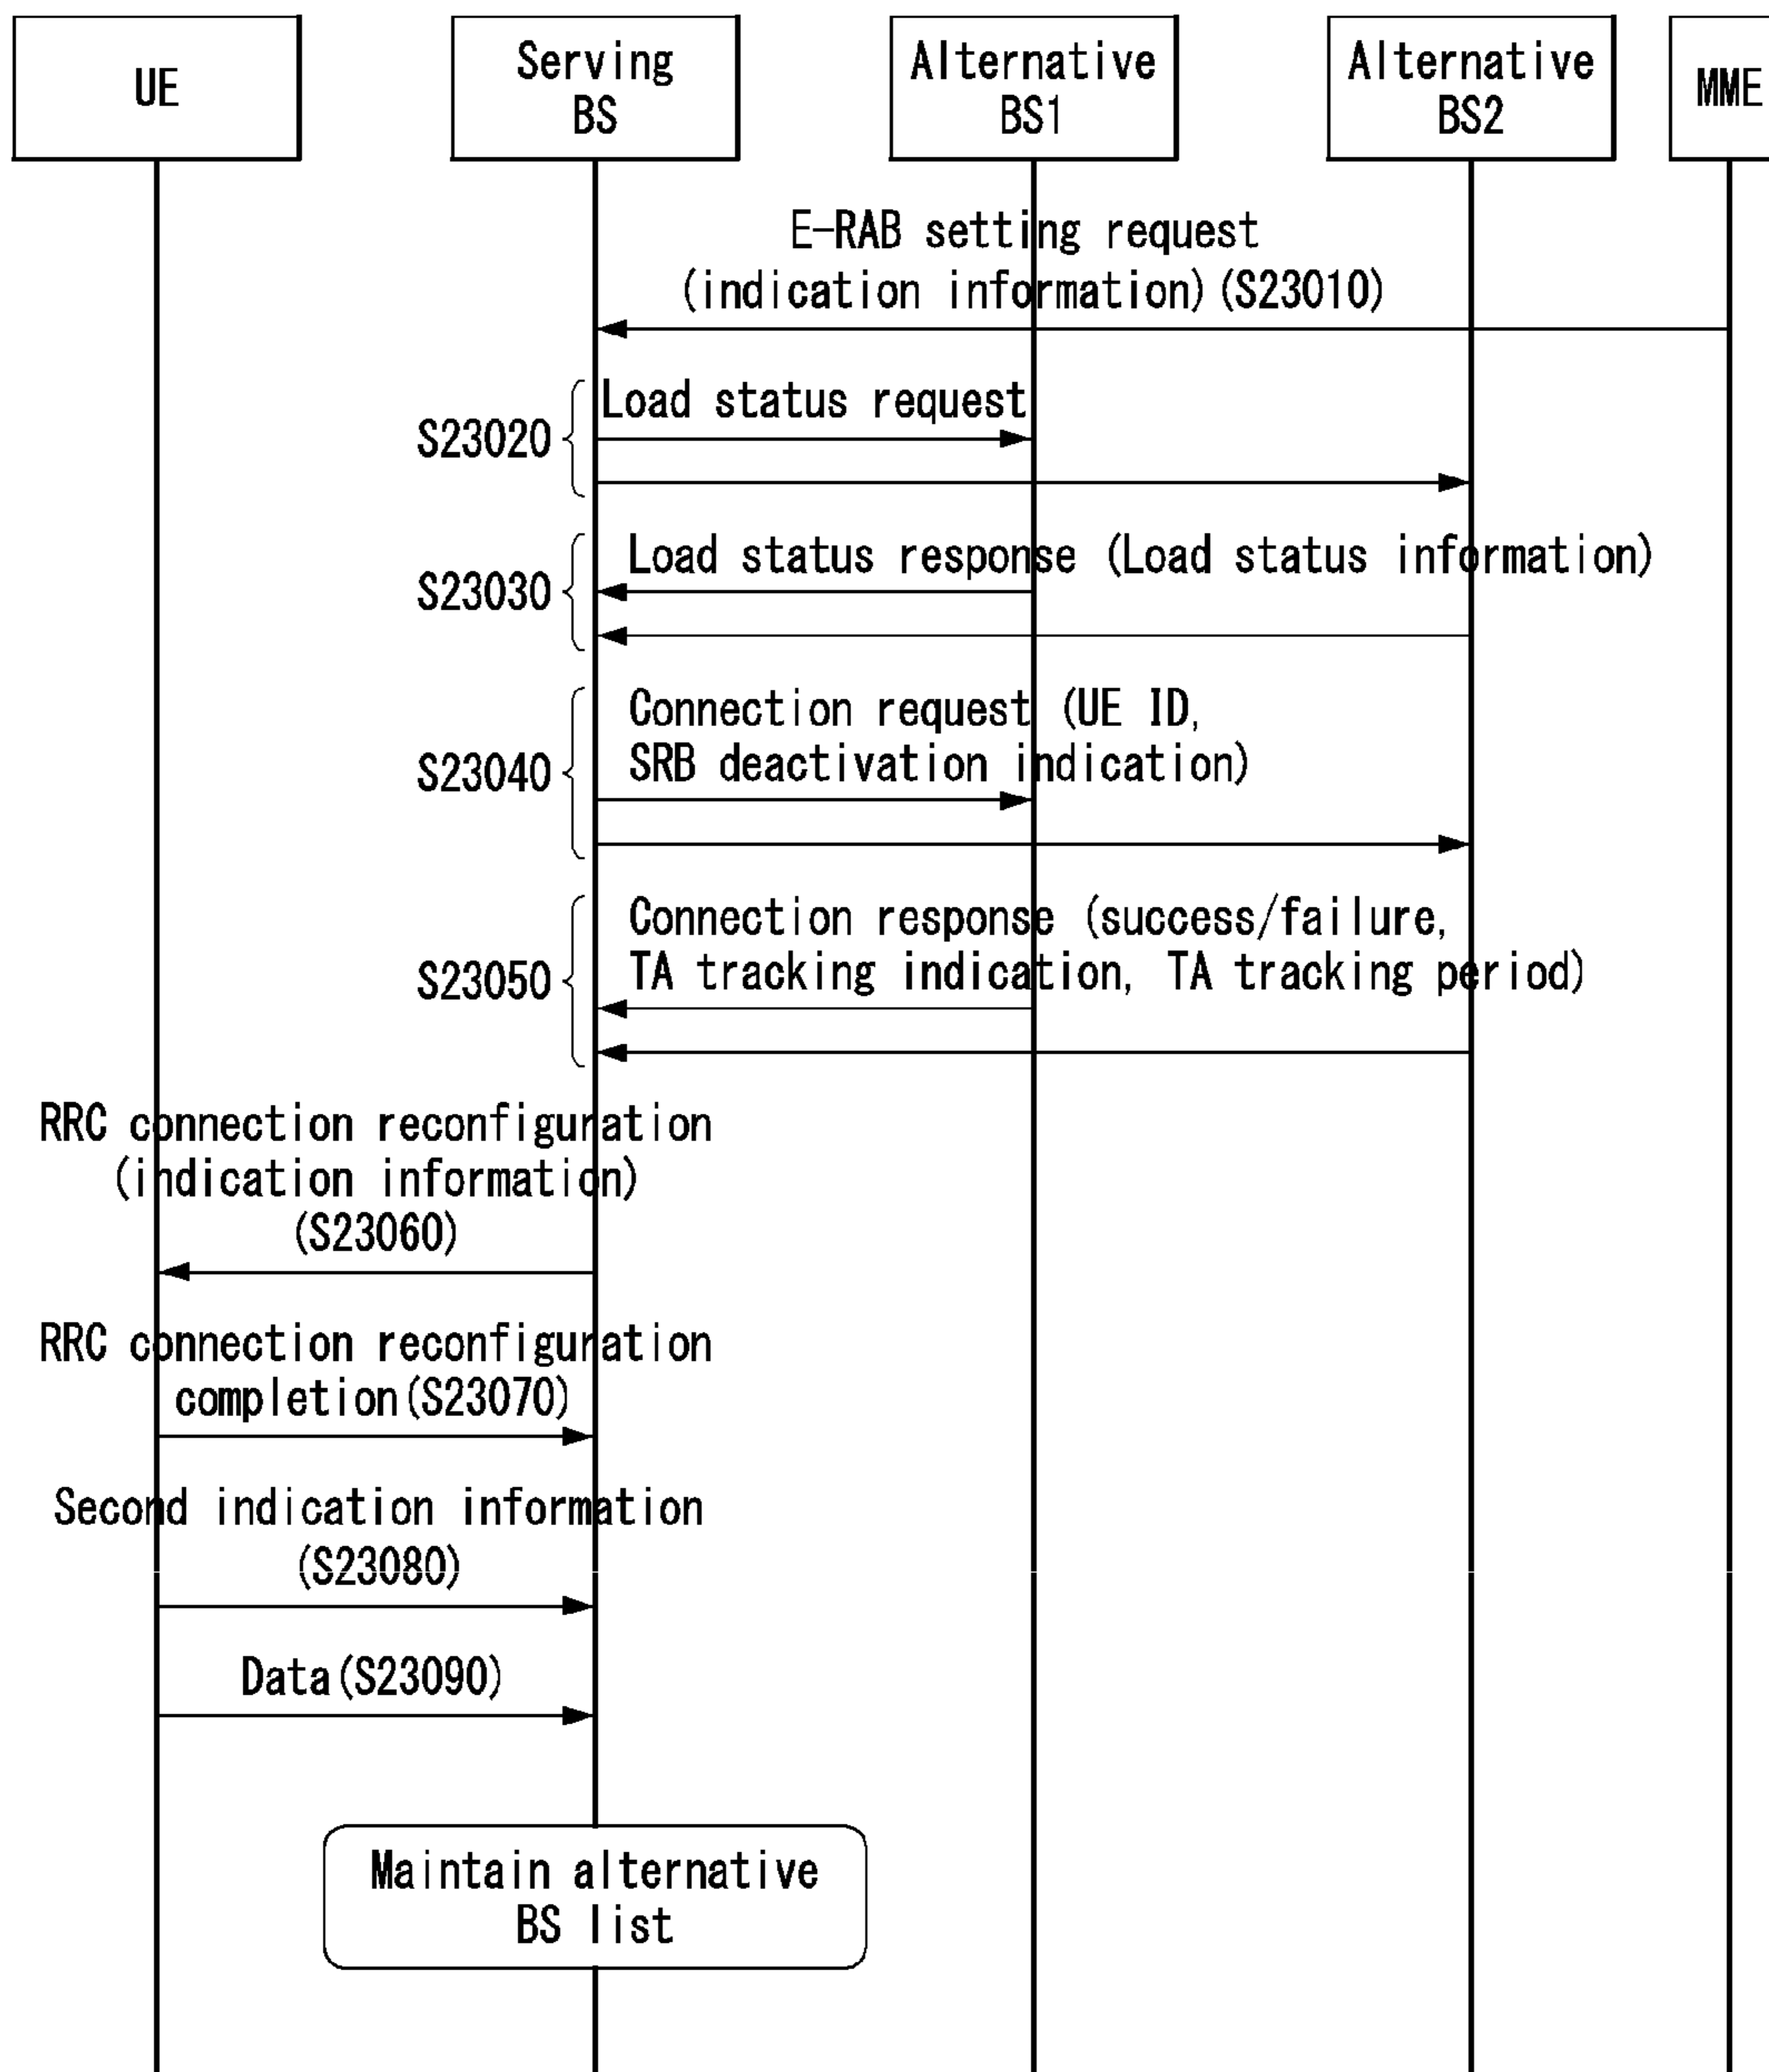 UE
Serving
BS
Alternative
BS1
Alternative
BS2
MME
E-RAB setting request
(indication information)(S23010)
Load status request
S23020
Load status response (Load status information)
S23030
Connection request (UE ID,
SRB deactivation indication)
S23040
Connection response (success/failure,
TA tracking indication, TA tracking period)
S23050
RRC connection reconfiguration
(indication information)
(S23060)
RRC connection reconfiguration
completion(S23070)
Second indication information
(S23080)
Data(S23090)
Maintain alternative
BS list